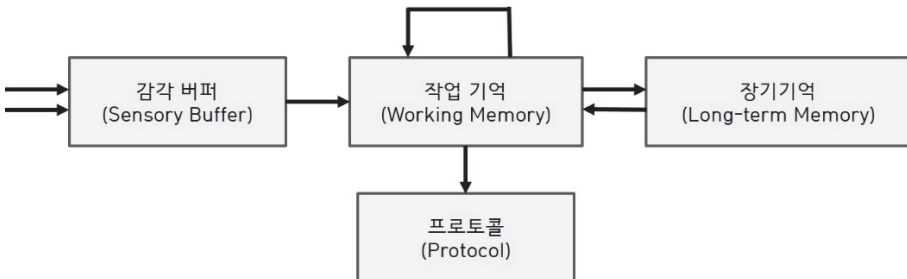 감각 버퍼
(Sensory Buffer)
작업 기억
(Working Memory)
장기기억
(Long-term Memory)
프로토콜
(Protocol)